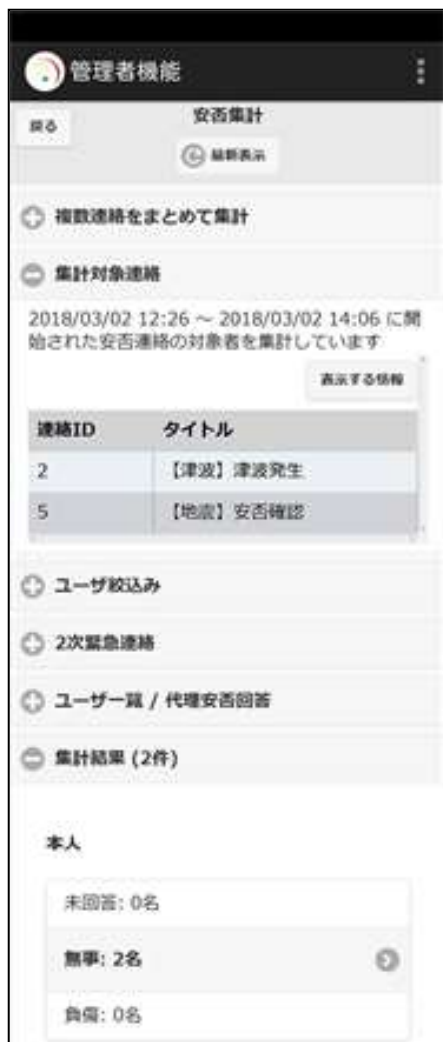 管理者機能
戻る
安否集計
最新表示
複数連絡をまとめて集計
集計対象連絡
2018/03/02 12:26 ～ 2018/03/02 14:06 に開
始された安否連絡の対象者を集計しています
表示する情報
連絡ID タイトル
2 【津波】津波発生
5 【地震】安否確認
ユーザ絞込み
2次緊急連絡
ユーザ一覧 / 代理安否回答
集計結果 (2件)
本人
未回答: 0名
無事: 2名
負傷: 0名